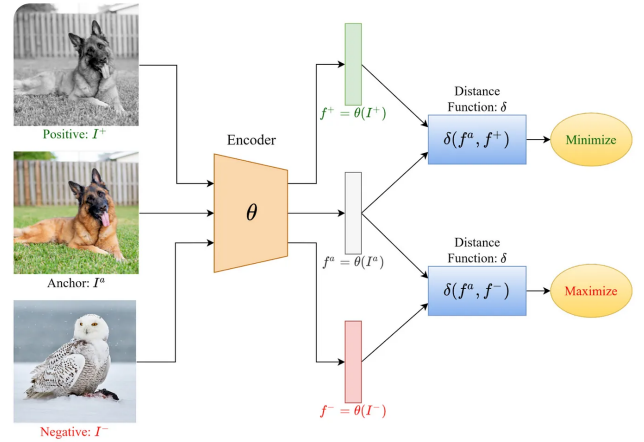 Positive: I⁺
Anchor: Iᵃ
Negative: I⁻
Encoder
θ
f⁺ = θ(I⁺)
fᵃ = θ(Iᵃ)
f⁻ = θ(I⁻)
Distance
Function: δ
δ(fᵃ, f⁺)
Minimize
Distance
Function: δ
δ(fᵃ, f⁻)
Maximize